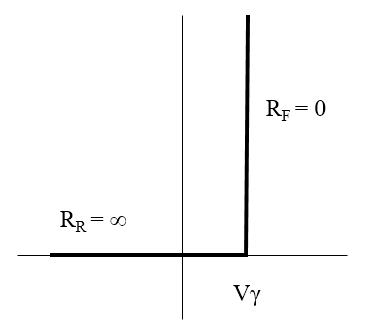 R_F = 0
R_R = ∞
Vγ